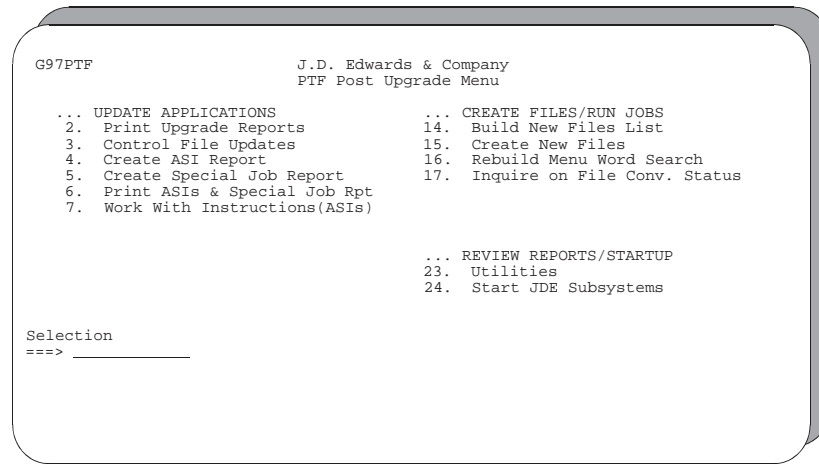 G97PTF J.D. Edwards & Company
PTF Post Upgrade Menu
... UPDATE APPLICATIONS ... CREATE FILES/RUN JOBS
2. Print Upgrade Reports 14. Build New Files List
3. Control File Updates 15. Create New Files
4. Create ASI Report 16. Rebuild Menu Word Search
5. Create Special Job Report 17. Inquire on File Conv. Status
6. Print ASIs & Special Job Rpt
7. Work With Instructions(ASIs)
... REVIEW REPORTS/STARTUP
23. Utilities
24. Start JDE Subsystems
Selection
===> ____________